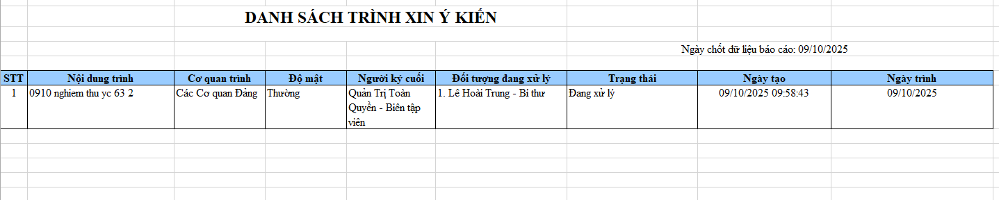 DANH SÁCH TRÌNH XIN Ý KIẾN
Ngày chốt dữ liệu báo cáo: 09/10/2025
STT Nội dung trình Cơ quan trình Độ mật Người ký cuối Đối tượng đang xử lý Trạng thái Ngày tạo Ngày trình
1 0910 nghiem thu yc 63 2 Các Cơ quan Đảng Thường Quản Trị Toàn 1. Lê Hoài Trung - Bí thư Đang xử lý 09/10/2025 09:58:43 09/10/2025
Quyền - Biên tập
viên